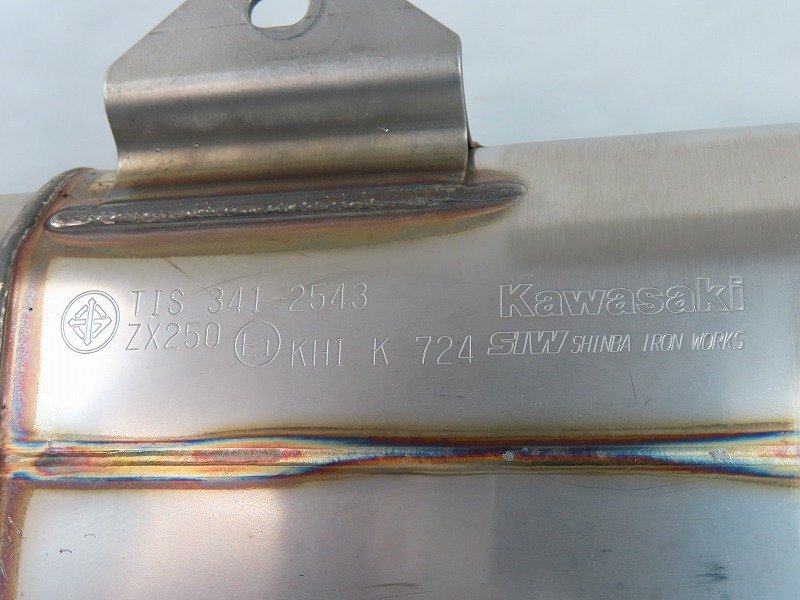 TIS 341-2543
ZX250 E1 KHI K 724
Kawasaki
SIW SHINBA IRON WORKS